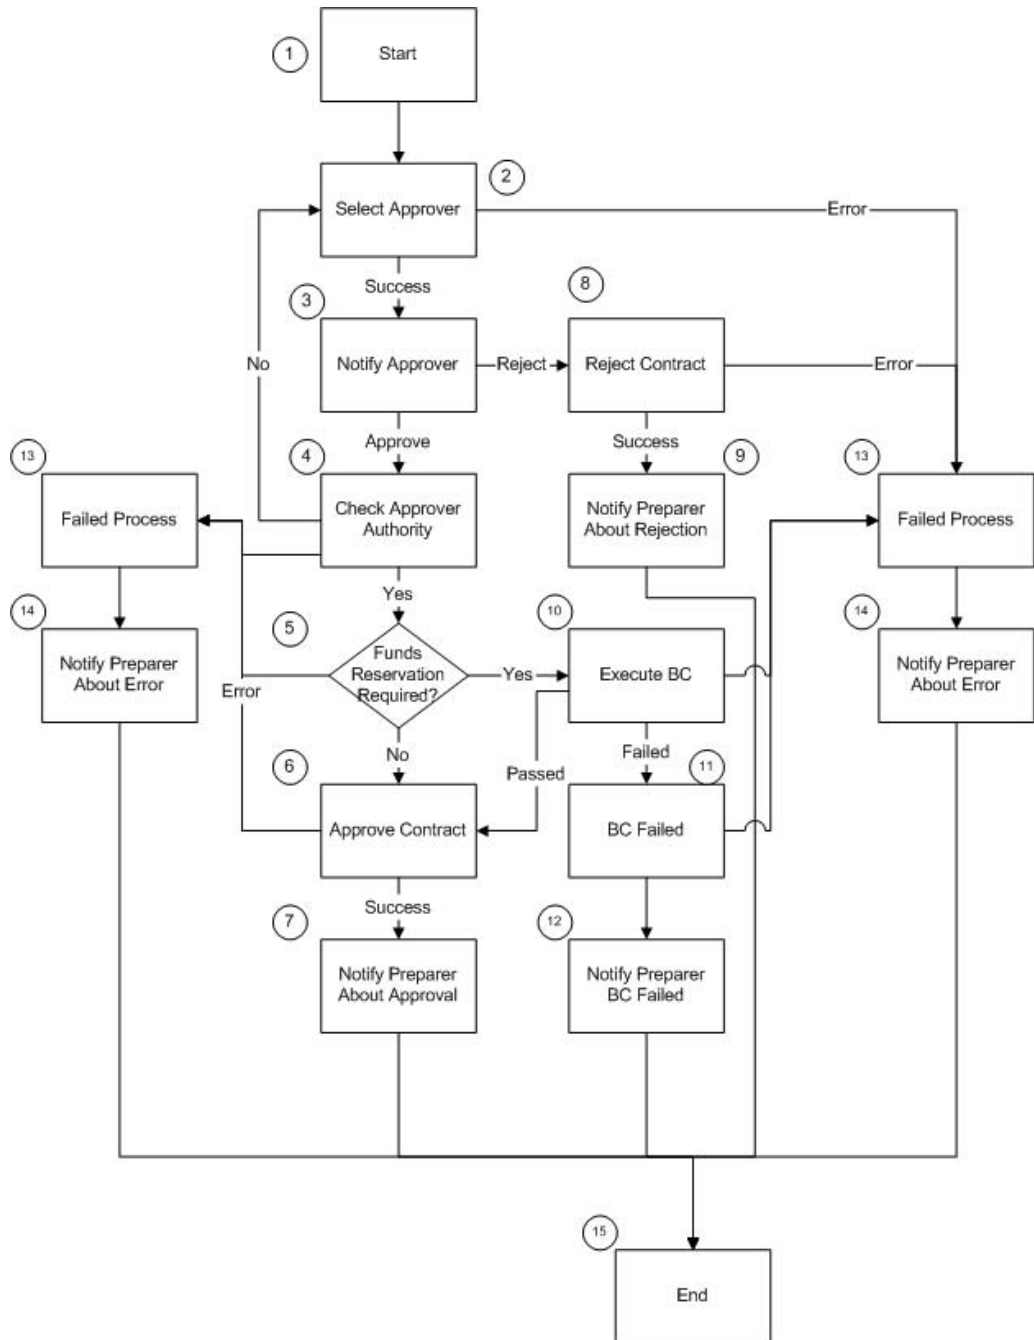 1
Start
2
Select Approver
Error
Success
3
8
No
Notify Approver
Reject
Reject Contract
Error
Approve
Success
13
4
9
13
Failed Process
Check Approver
Authority
Notify Preparer
About Rejection
Failed Process
Yes
14
5
10
14
Notify Preparer
About Error
Funds
Reservation
Required?
Yes
Execute BC
Notify Preparer
About Error
Error
No
Failed
6
Passed
11
Approve Contract
BC Failed
Success
7
12
Notify Preparer
About Approval
Notify Preparer
BC Failed
15
End